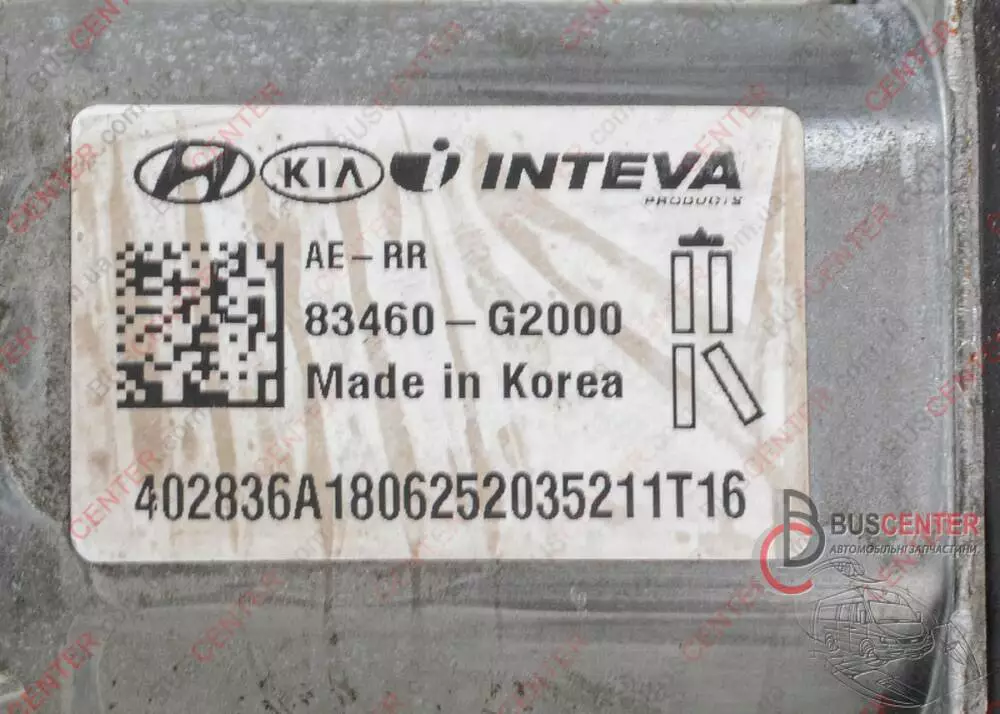 KIA INTEVA
PRODUCTS
AE-RR
83460-G2000
Made in Korea
402836A1806252035211T16
BUSCENTER
АВТОМОБІЛЬНІ ЗАПЧАСТИНИ